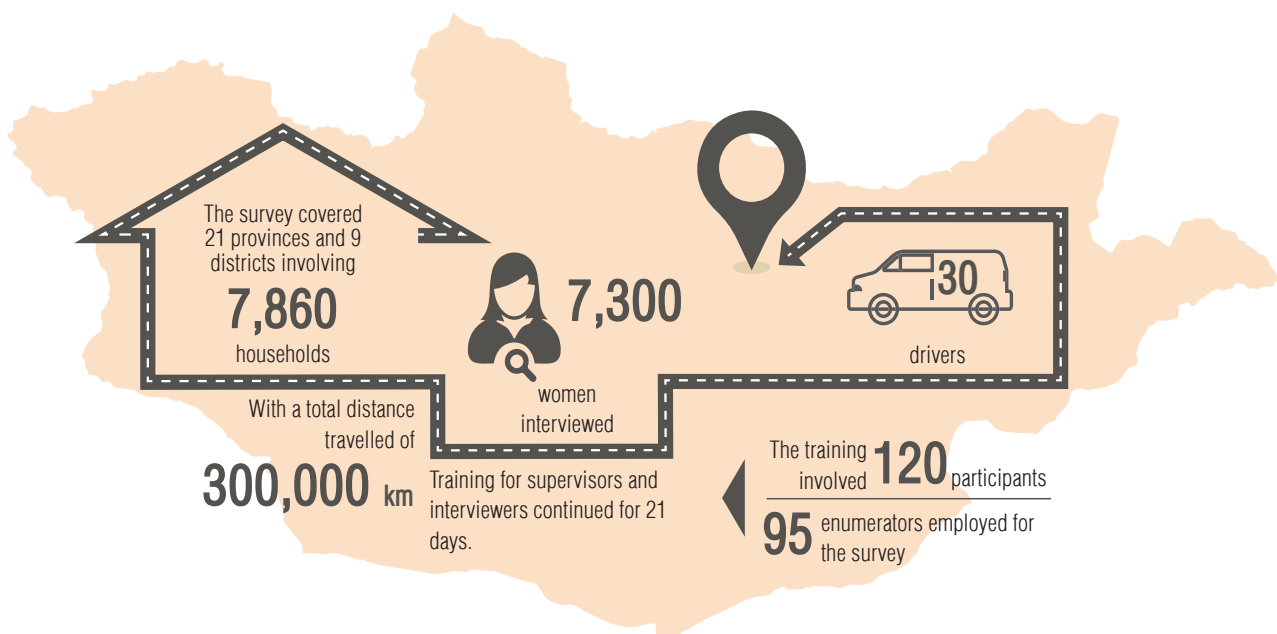 The survey covered
21 provinces and 9
districts involving
7,860
households
7,300
women
interviewed
30
drivers
With a total distance
travelled of
300,000 km
Training for supervisors and
interviewers continued for 21
days.
The training
involved 120 participants
95 enumerators employed for
the survey